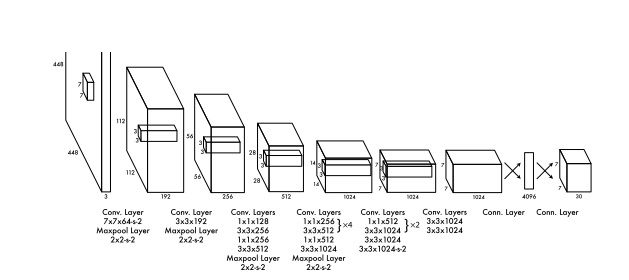 448
7
7
448
3
112
3
3
112
192
56
3
3
56
256
28
3
3
28
512
14
3
3
14
1024
7
3
3
7
1024
7
7
1024
4096
7
7
30
Conv. Layer
7x7x64-s-2
Maxpool Layer
2x2-s-2
Conv. Layer
3x3x192
Maxpool Layer
2x2-s-2
Conv. Layers
1x1x128
3x3x256
1x1x256
3x3x512
Maxpool Layer
2x2-s-2
Conv. Layers
1x1x256
3x3x512
}×4
1x1x512
3x3x1024
Maxpool Layer
2x2-s-2
Conv. Layers
1x1x512
3x3x1024
}×2
3x3x1024
3x3x1024-s-2
Conv. Layers
3x3x1024
3x3x1024
Conn. Layer
Conn. Layer